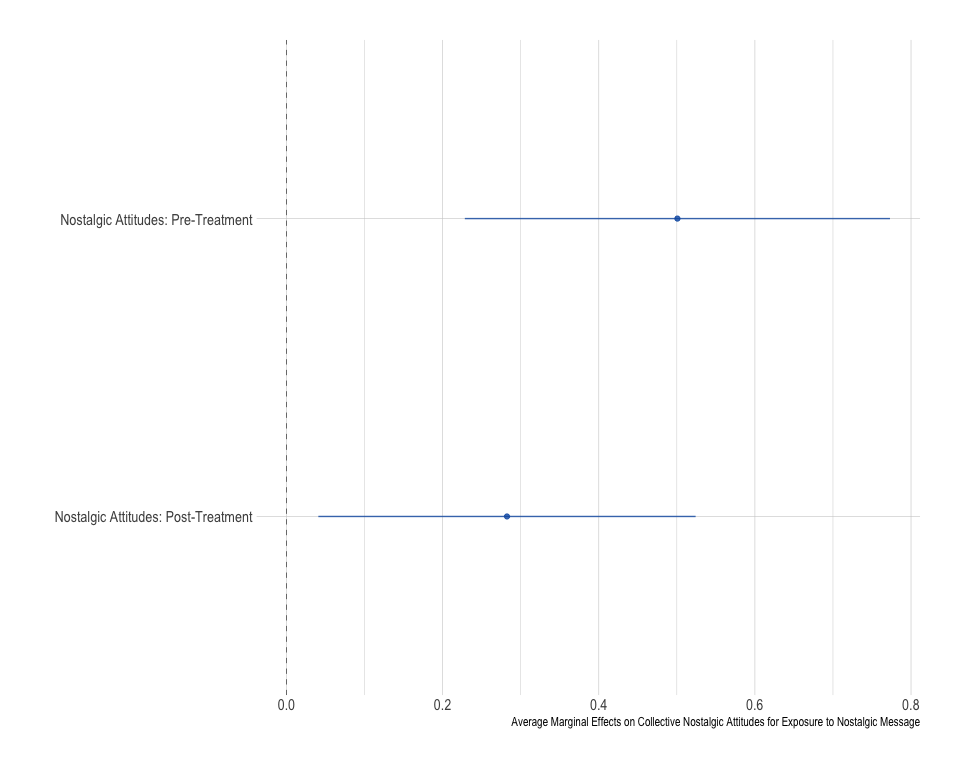 Nostalgic Attitudes: Pre-Treatment
Nostalgic Attitudes: Post-Treatment
0.0 0.2 0.4 0.6 0.8
Average Marginal Effects on Collective Nostalgic Attitudes for Exposure to Nostalgic Message